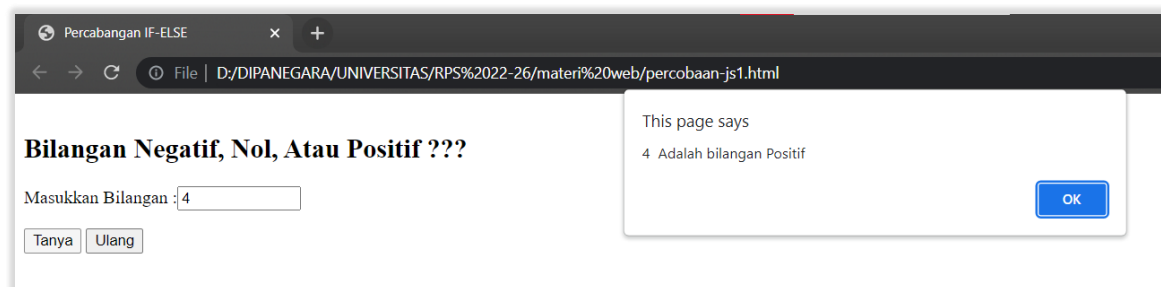 Percabangan IF-ELSE
File | D:/DIPANEGARA/UNIVERSITAS/RPS%2022-26/materi%20web/percobaan-js1.html
This page says
4 Adalah bilangan Positif
OK
Bilangan Negatif, Nol, Atau Positif ???
Masukkan Bilangan :4
Tanya Ulang